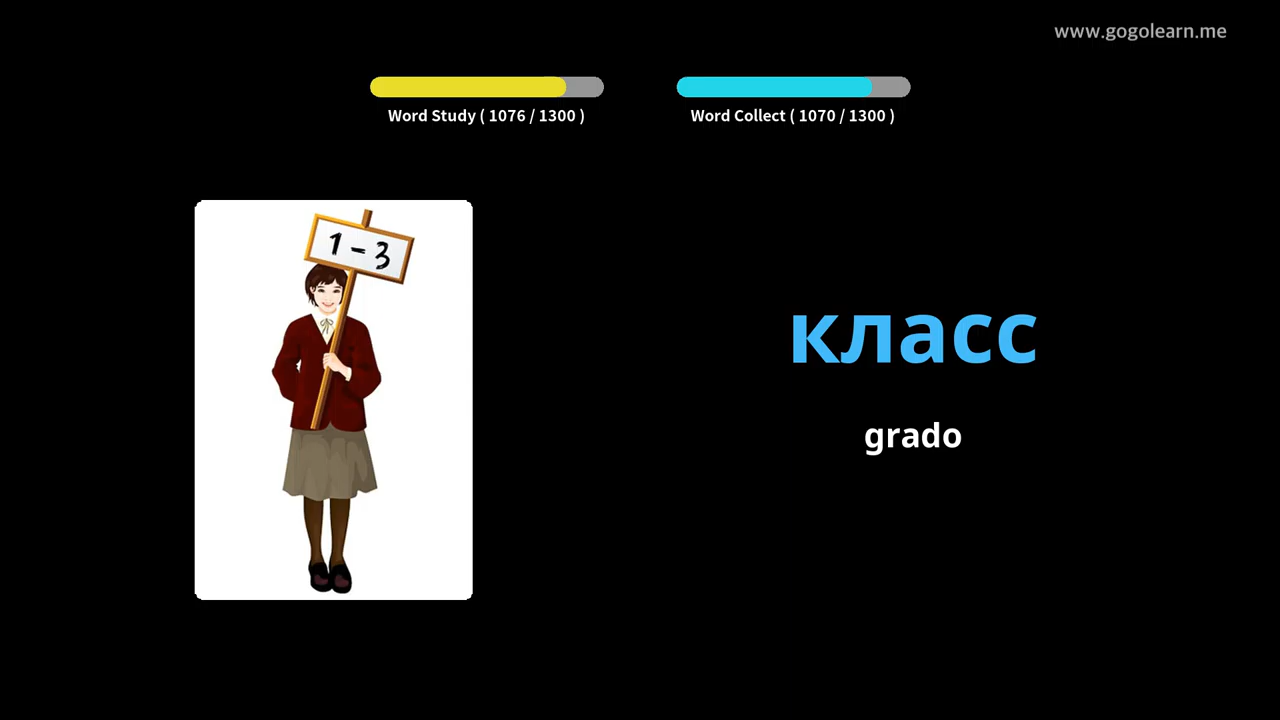 www.gogolearn.me
Word Study ( 1076 / 1300 )
Word Collect ( 1070 / 1300 )
1 - 3
класс
grado